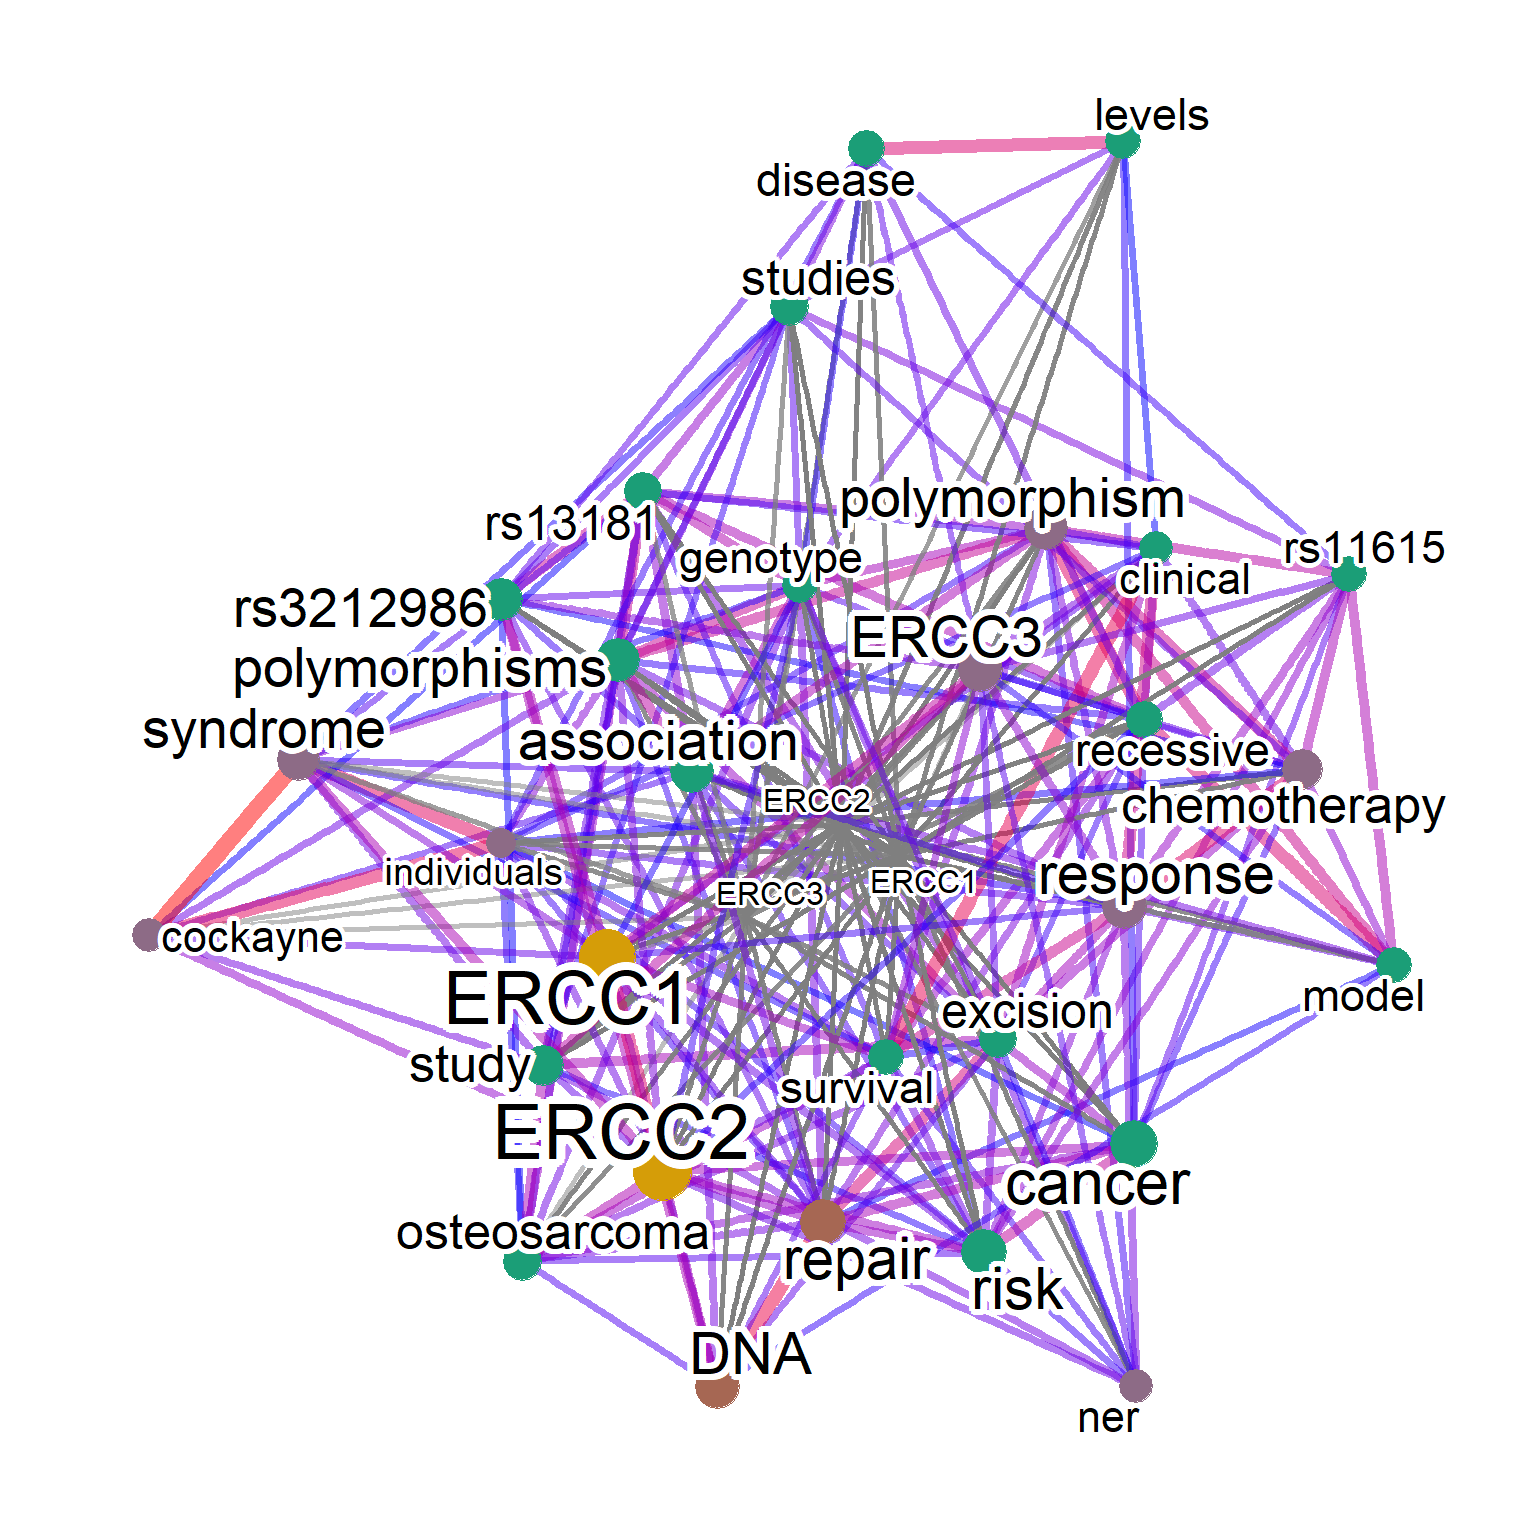 levels
disease
studies
polymorphism
rs13181
rs11615
genotype
clinical
rs3212986
ERCC3
polymorphisms
syndrome
association
recessive
ERCC2
chemotherapy
individuals
response
ERCC3
ERCC1
cockayne
ERCC1
model
excision
study
survival
ERCC2
cancer
osteosarcoma
repair
risk
DNA
ner